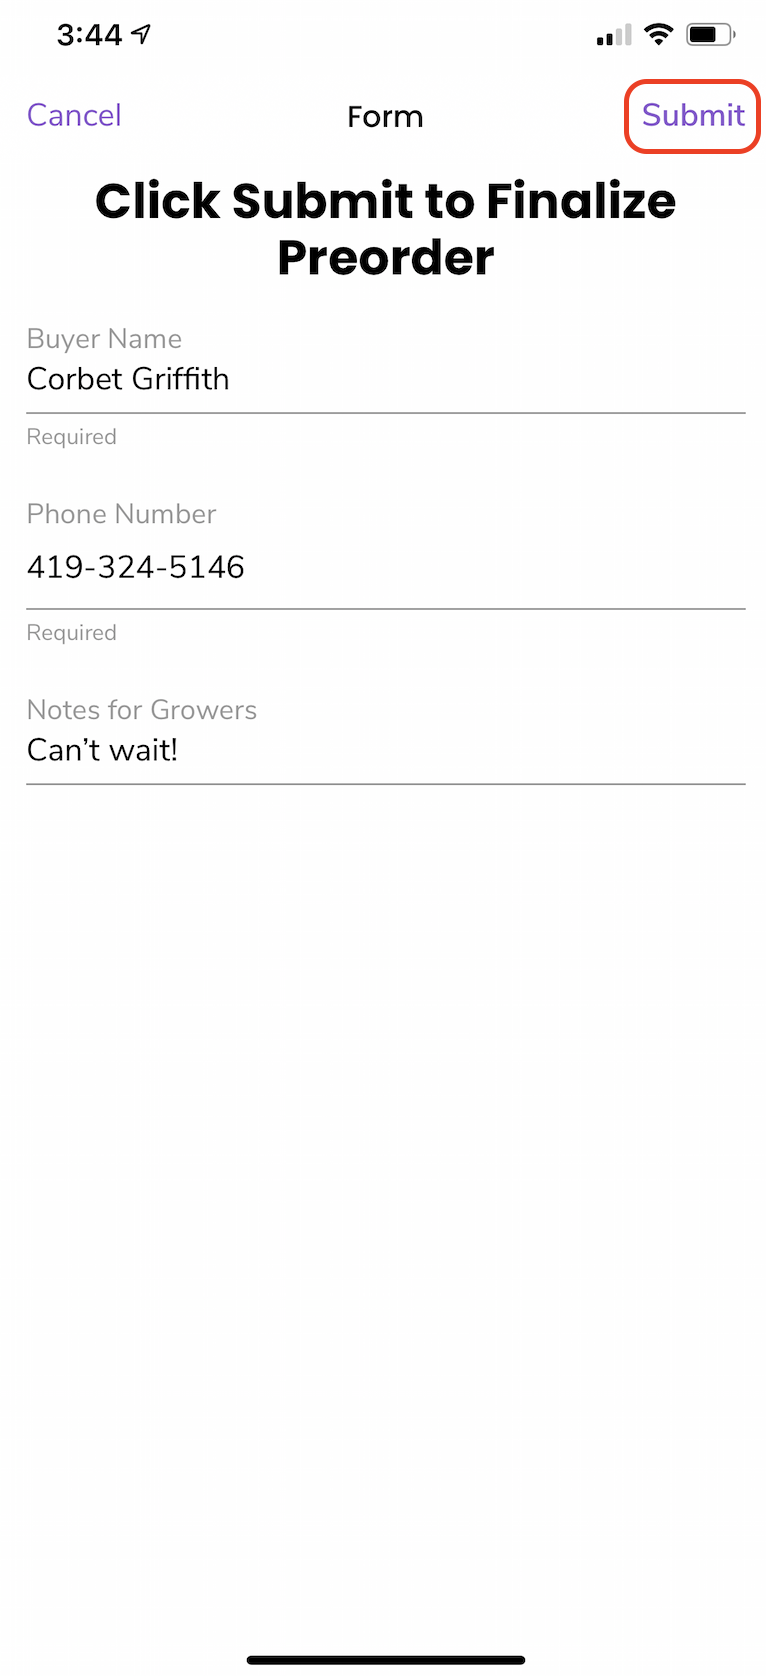 3:44
Cancel Form Submit
Click Submit to Finalize
Preorder
Buyer Name
Corbet Griffith
Required
Phone Number
419-324-5146
Required
Notes for Growers
Can’t wait!